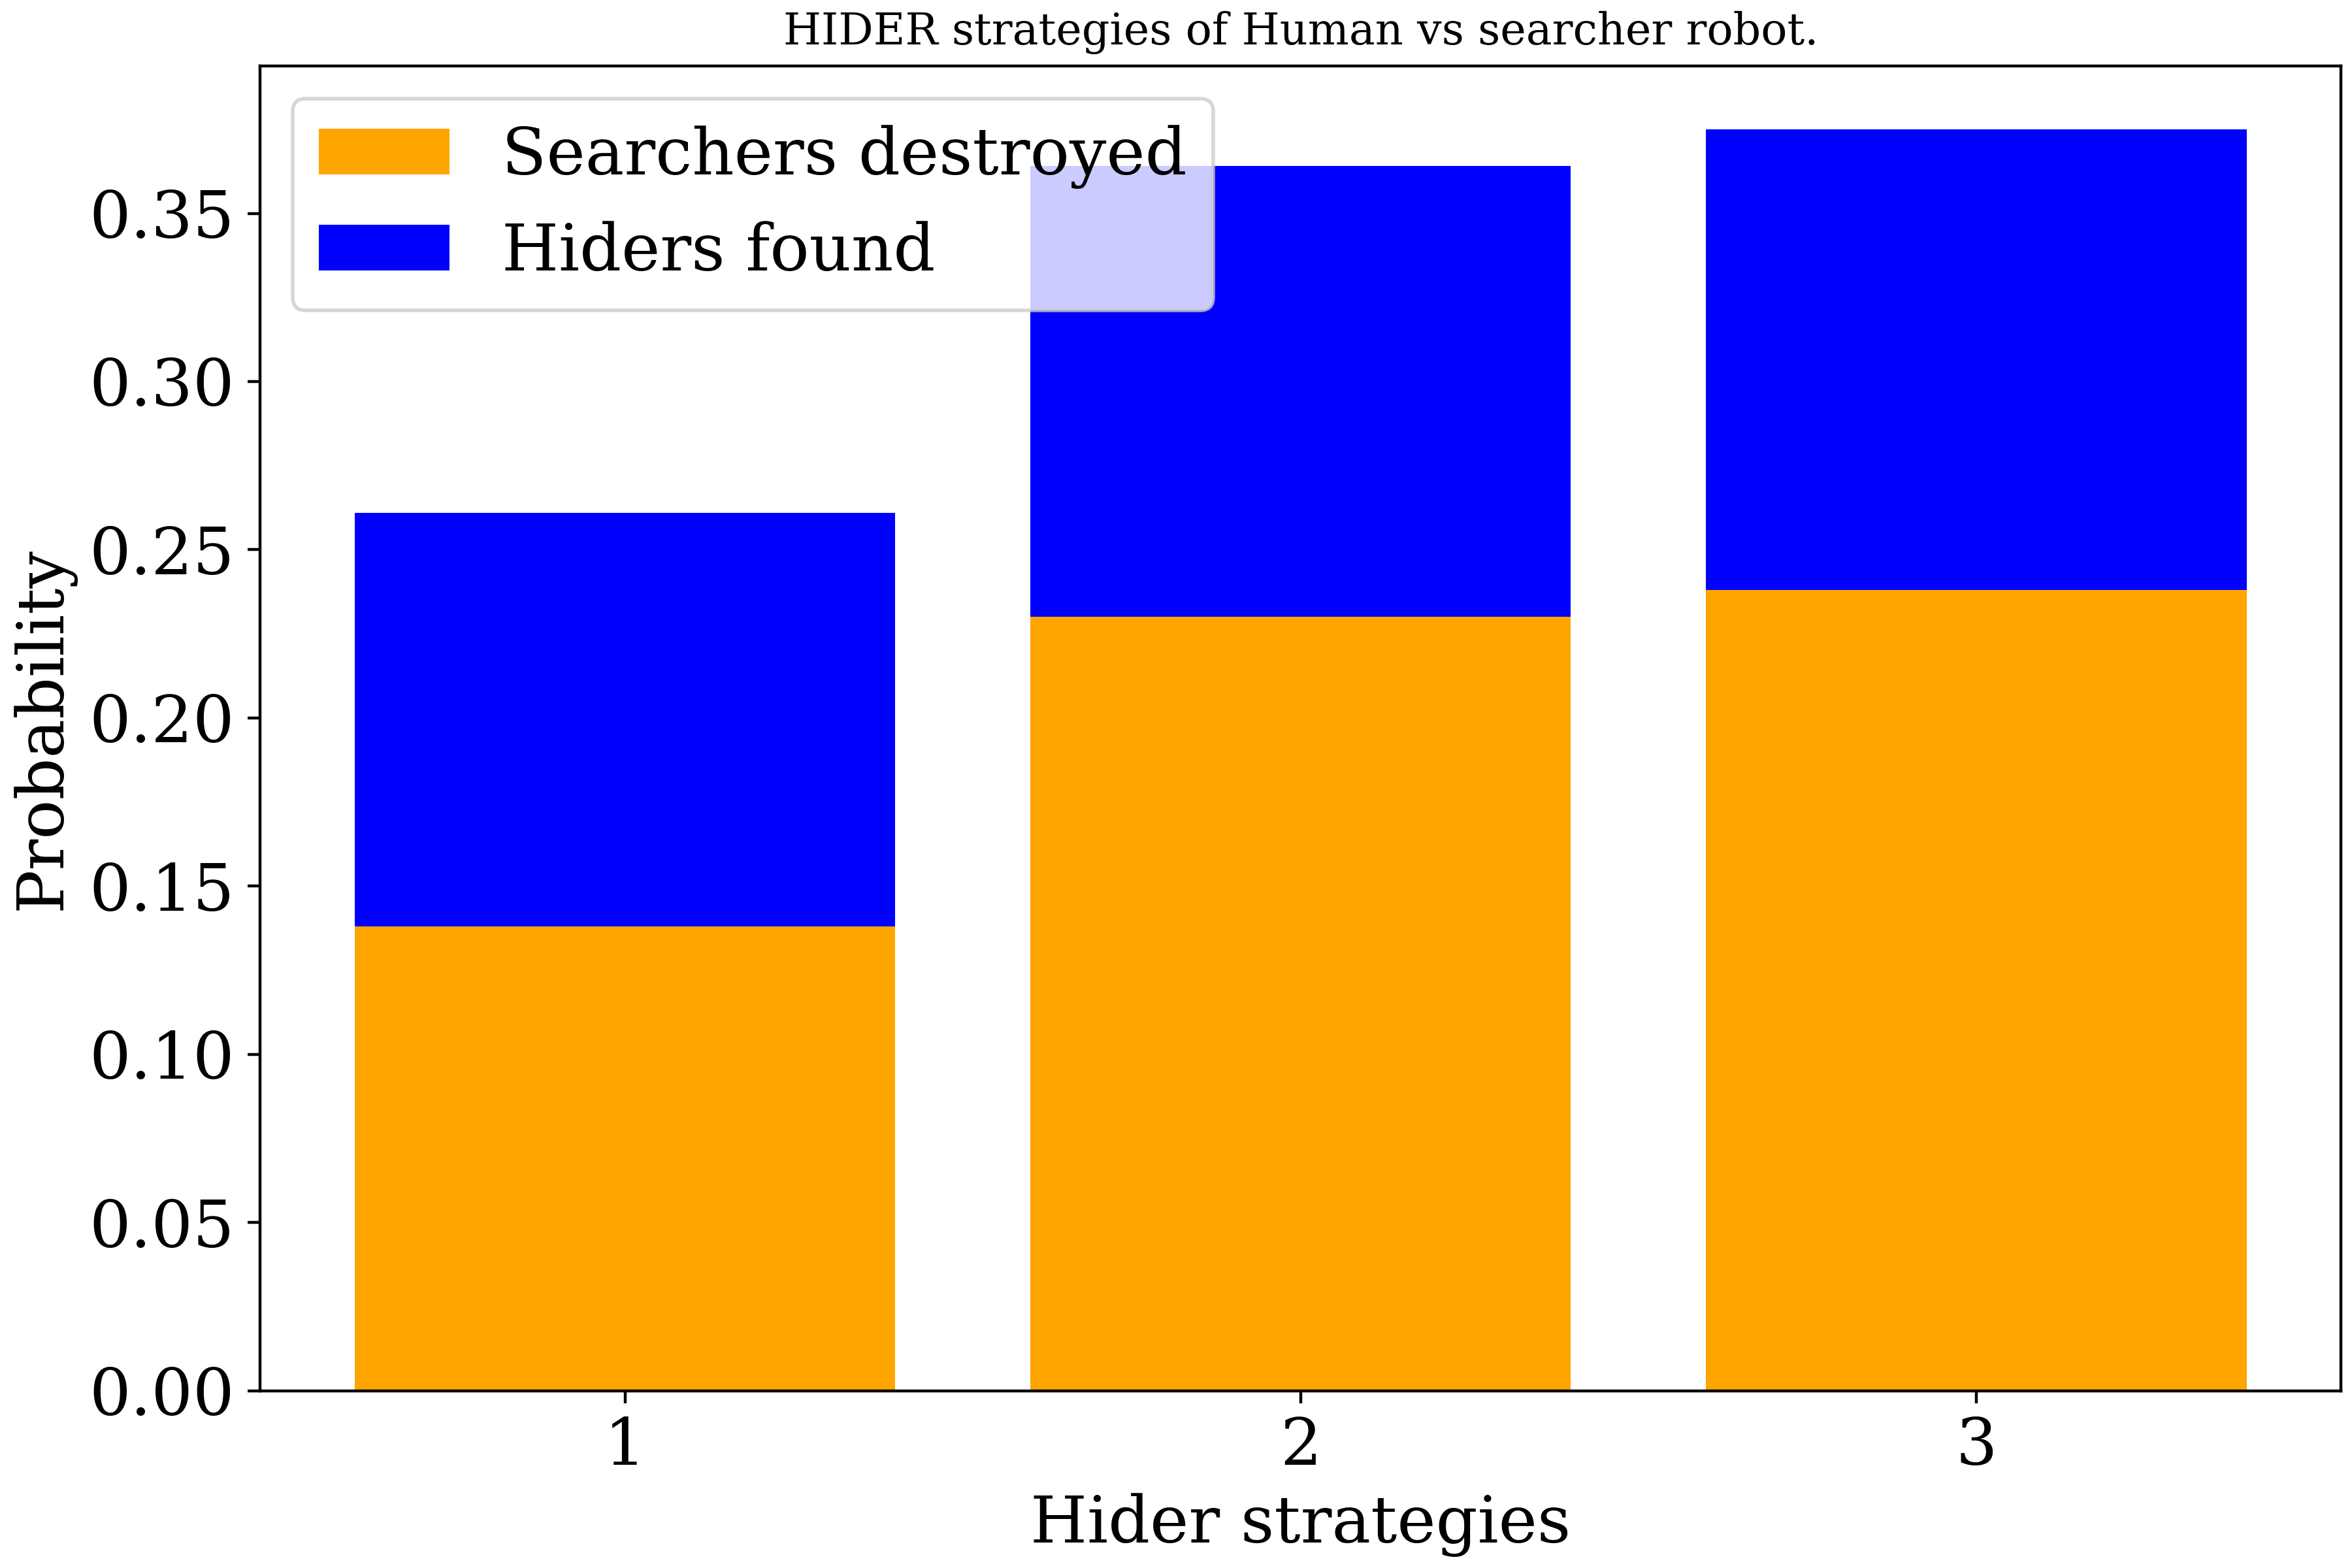 HIDER strategies of Human vs searcher robot.
Searchers destroyed
Hiders found
Probability
0.35
0.30
0.25
0.20
0.15
0.10
0.05
0.00
1 2 3
Hider strategies